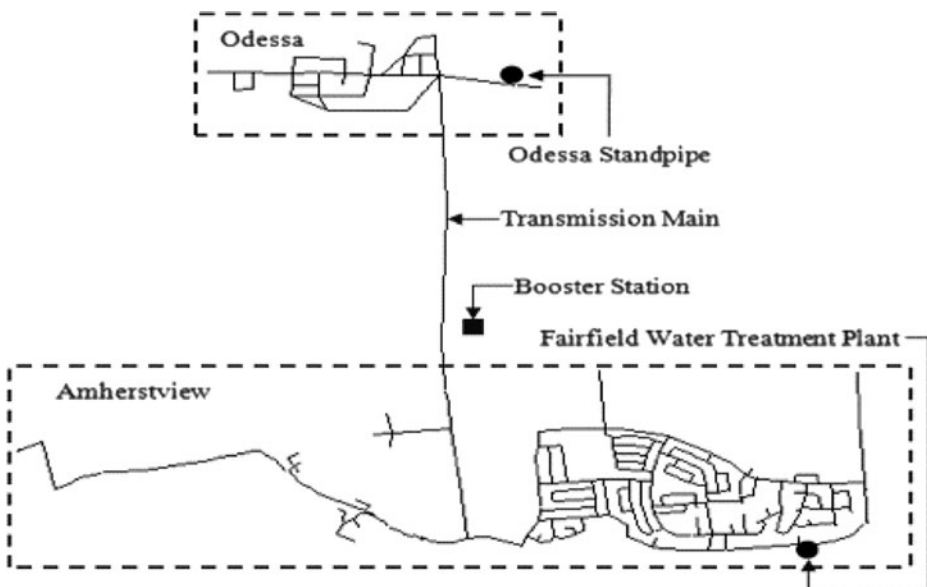 Odessa
Odessa Standpipe
Transmission Main
Booster Station
Fairfield Water Treatment Plant
Amherstview